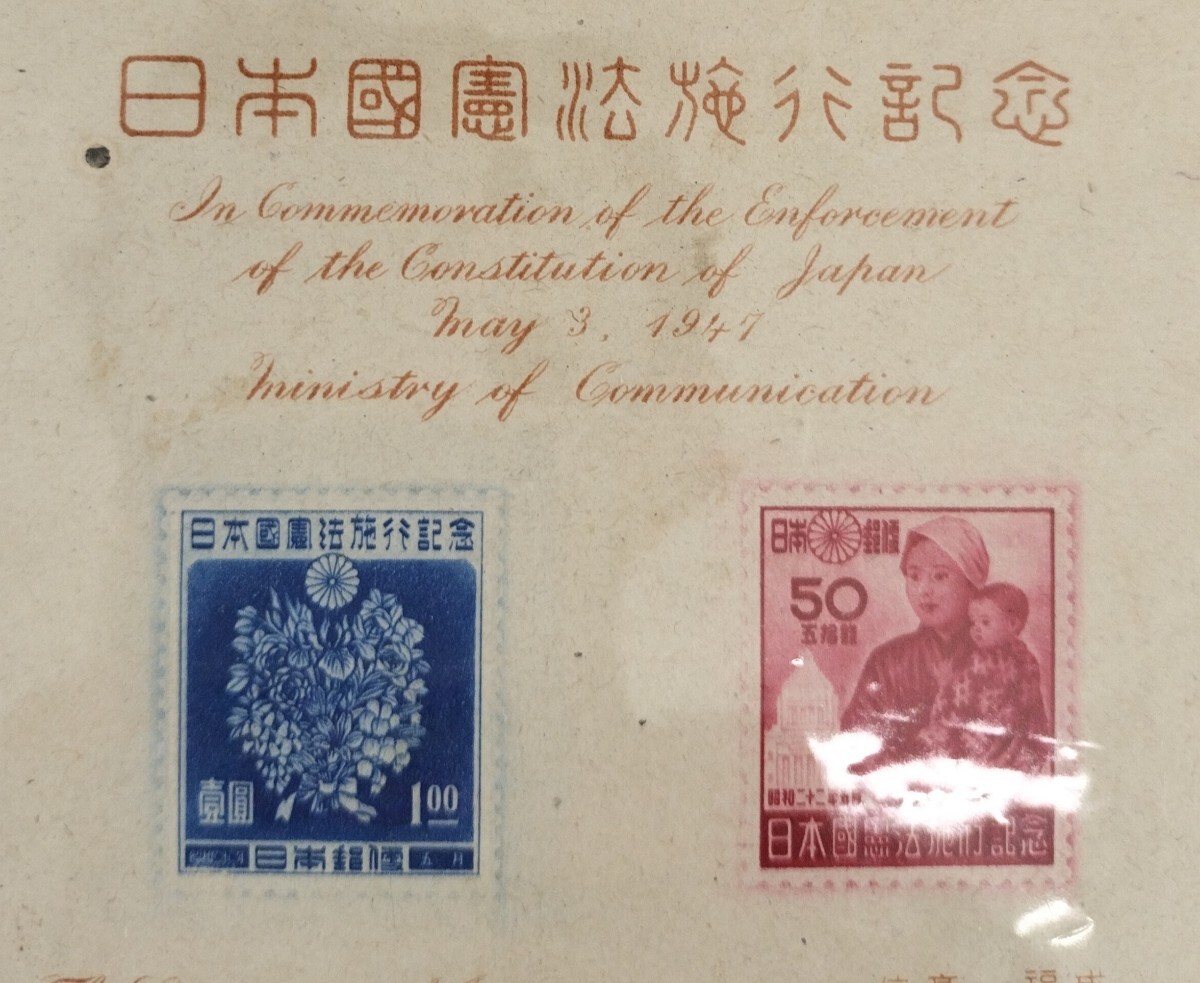 日本國憲法施行記念
In Commemoration of the Enforcement
of the Constitution of Japan
May 3, 1947
Ministry of Communication
日本國憲法施行記念
壹圓
1.00
日本郵便
五月
日本郵便
50
五拾錢
昭和二十二年五月
日本國憲法施行記念